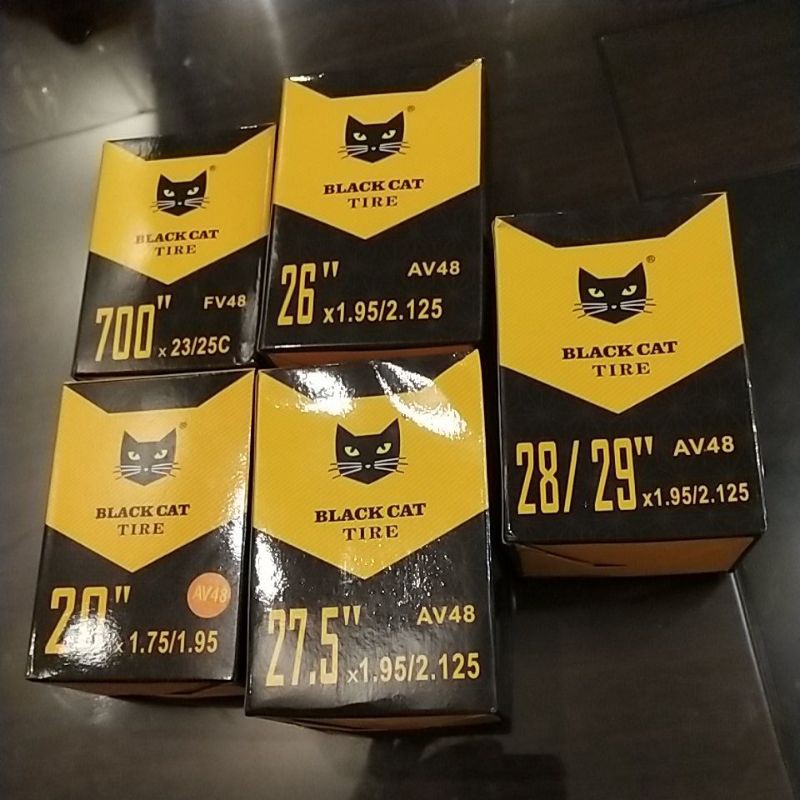 ®
BLACK CAT
TIRE
700" FV48
x 23/25C
®
BLACK CAT
TIRE
26" AV48
x1.95/2.125
®
BLACK CAT
TIRE
28/29" AV48
x1.95/2.125
®
BLACK CAT
TIRE
20" AV48
x 1.75/1.95
BLACK CAT
TIRE
27.5" AV48
x1.95/2.125